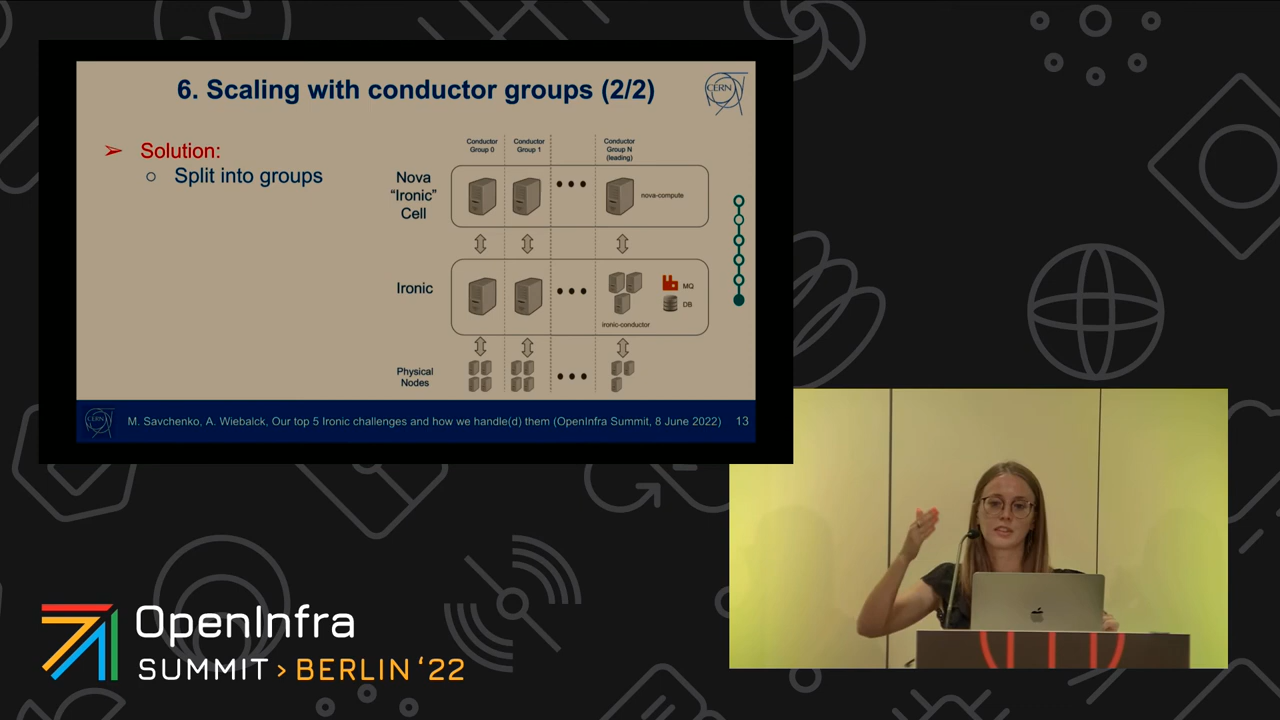 6. Scaling with conductor groups (2/2)
CERN
➢ Solution:
○ Split into groups
Conductor
Group 0
Conductor
Group 1
Conductor
Group N
(leading)
Nova
"Ironic"
Cell
nova-compute
Ironic
MQ
DB
ironic-conductor
Physical
Nodes
CERN
M. Savchenko, A. Wiebalck, Our top 5 Ironic challenges and how we handle(d) them (OpenInfra Summit, 8 June 2022)
13
OpenInfra
SUMMIT > BERLIN '22